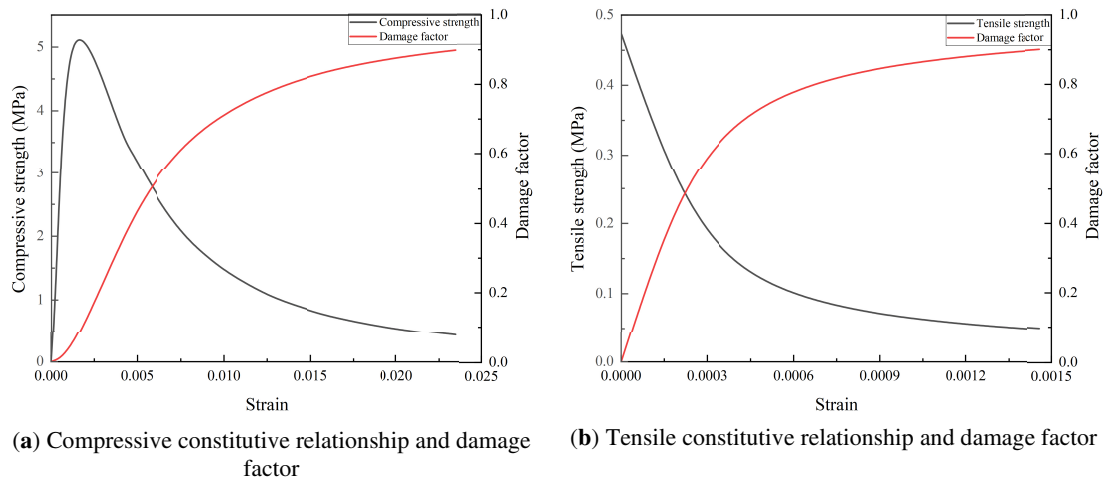 Compressive strength
Damage factor
Compressive strength (MPa)
5
4
3
2
1
0
1.0
0.8
0.6
0.4
0.2
0.0
Damage factor
0.000 0.005 0.010 0.015 0.020 0.025
Strain
(a) Compressive constitutive relationship and damage
factor
Tensile strength
Damage factor
Tensile strength (MPa)
0.5
0.4
0.3
0.2
0.1
0.0
1.0
0.8
0.6
0.4
0.2
0.0
Damage factor
0.0000 0.0003 0.0006 0.0009 0.0012 0.0015
Strain
(b) Tensile constitutive relationship and damage factor